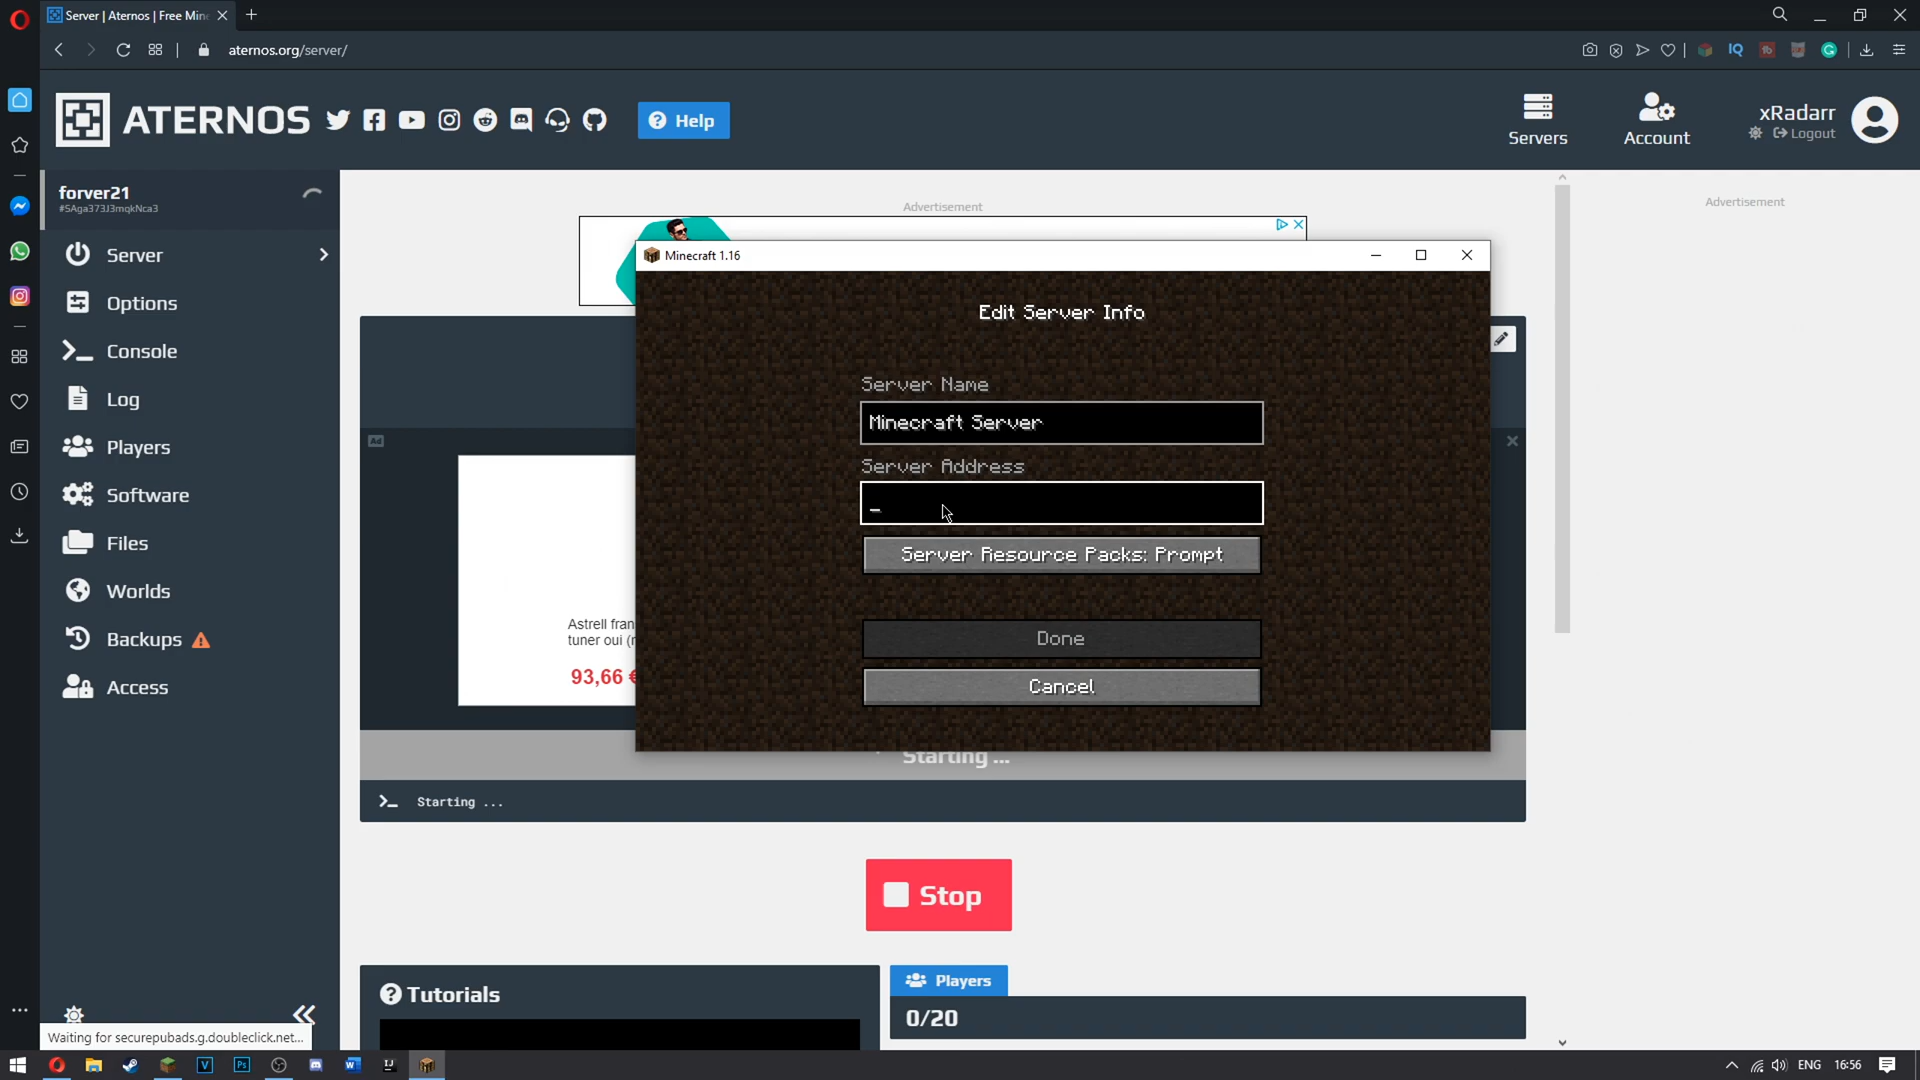 Server | Aternos | Free Min
aternos.org/server/
ATERNOS
Help
Servers
Account
xRadarr
Logout
forver21
#SAga373J3mqkNca3
Server
Options
Console
Log
Players
Software
Files
Worlds
Backups
Access
Advertisement
Advertisement
Minecraft 1.16
Edit Server Info
Server Name
Minecraft Server
Server Address
_
Server Resource Packs: Prompt
Done
Cancel
Ad
Astrell fran
tuner oui (r
93,66 €
Starting ...
Starting ...
Stop
Tutorials
Players
0/20
Waiting for securepubads.g.doubleclick.net...
ENG
16:56